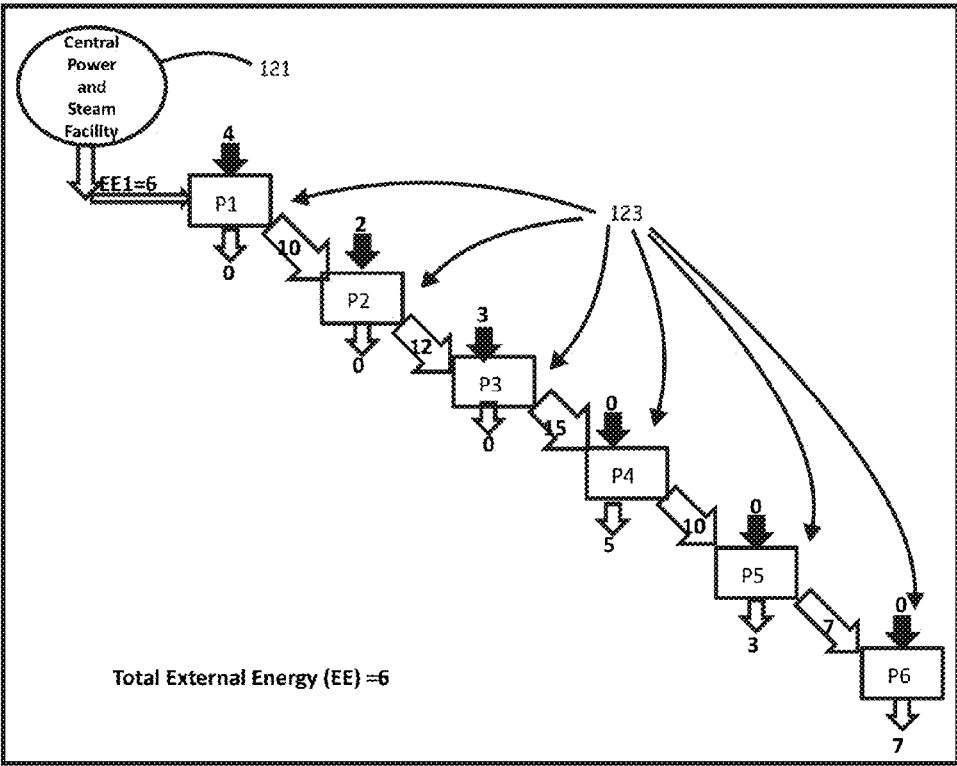 Central
Power
and
Steam
Facility
121
4
EE1=6
P1
123
10
2
0
P2
12
3
0
P3
15
0
0
P4
10
0
5
P5
7
0
3
P6
Total External Energy (EE) =6
7